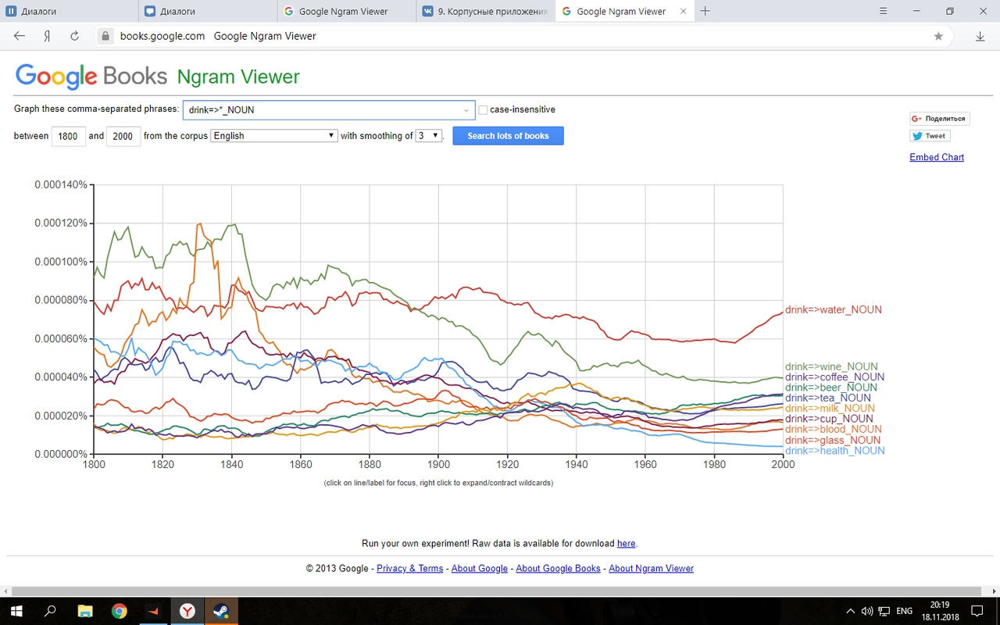 Диалоги
Диалоги
Google Ngram Viewer
9. Корпусные приложения
Google Ngram Viewer
books.google.com Google Ngram Viewer
Google Books Ngram Viewer
Graph these comma-separated phrases: drink=>*_NOUN case-insensitive
between 1800 and 2000 from the corpus English with smoothing of 3 . Search lots of books
G+ Поделиться
Tweet
Embed Chart
0.000140%
0.000120%
0.000100%
0.000080%
0.000060%
0.000040%
0.000020%
0.000000%
drink=>water_NOUN
drink=>wine_NOUN
drink=>coffee_NOUN
drink=>beer_NOUN
drink=>tea_NOUN
drink=>milk_NOUN
drink=>cup_NOUN
drink=>blood_NOUN
drink=>glass_NOUN
drink=>health_NOUN
1800 1820 1840 1860 1880 1900 1920 1940 1960 1980 2000
(click on line/label for focus, right click to expand/contract wildcards)
Run your own experiment! Raw data is available for download here.
© 2013 Google - Privacy & Terms - About Google - About Google Books - About Ngram Viewer
ENG
20:19
18.11.2018